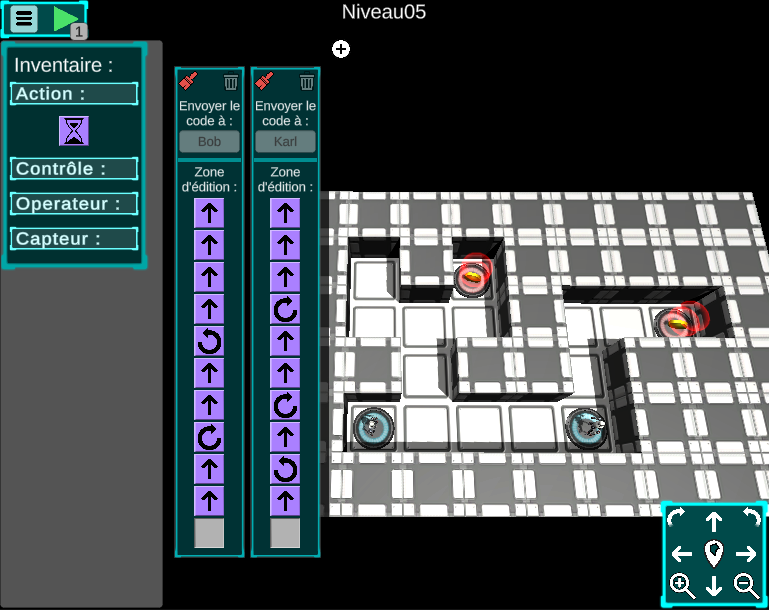 Niveau05
1
Inventaire :
Action :
Contrôle :
Operateur :
Capteur :
Envoyer le
code à :
Bob
Zone
d'édition :
Envoyer le
code à :
Karl
Zone
d'édition :